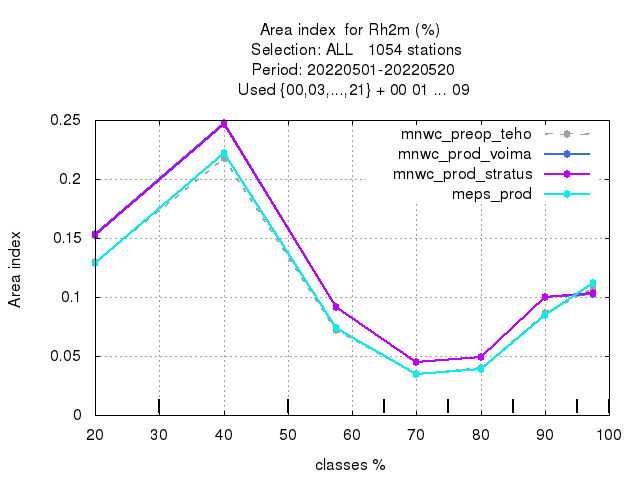 Area index  for Rh2m (%)
Selection: ALL   1054 stations
Period: 20220501-20220520
Used {00,03,...,21} + 00 01 ... 09
0.25
0.2
0.15
0.1
0.05
0
Area index
mnwc_preop_teho
mnwc_prod_voima
mnwc_prod_stratus
meps_prod
20 30 40 50 60 70 80 90 100
classes %